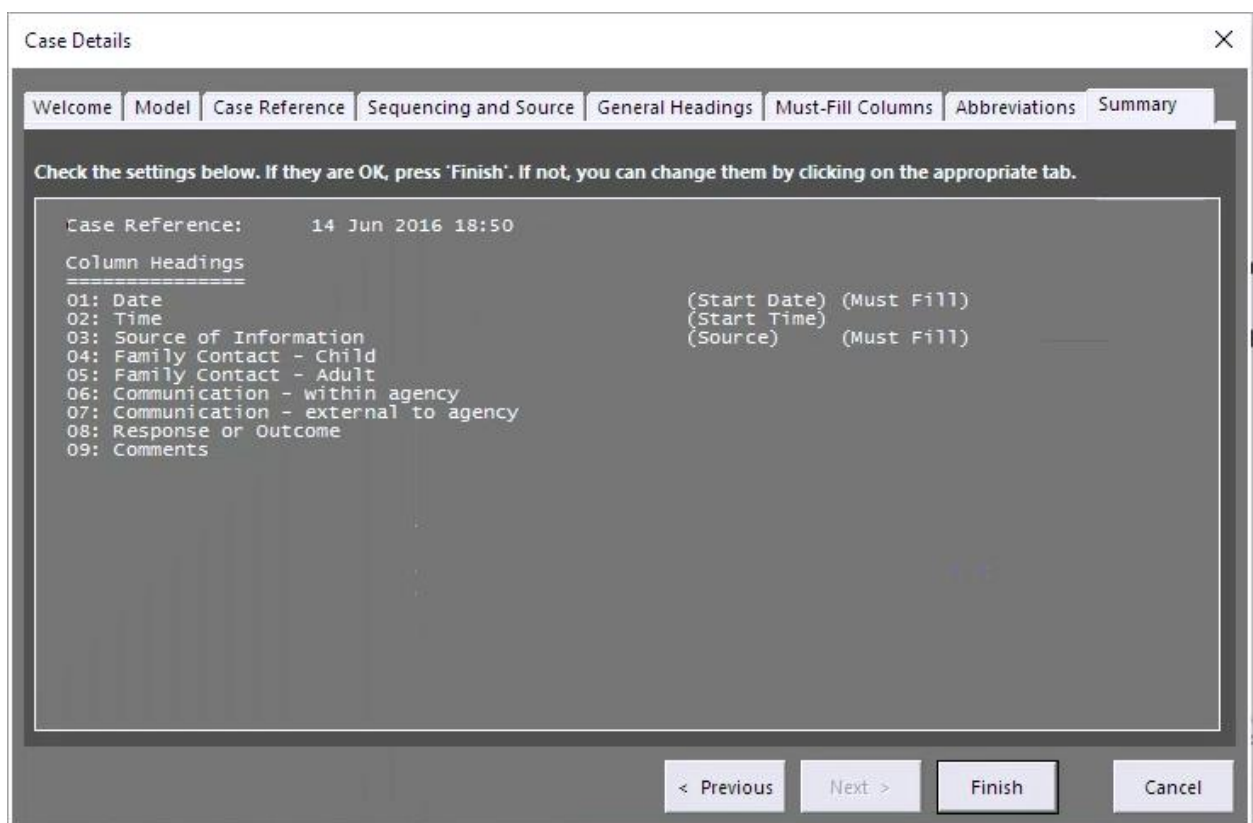 Case Details
Welcome Model Case Reference Sequencing and Source General Headings Must-Fill Columns Abbreviations Summary
Check the settings below. If they are OK, press 'Finish'. If not, you can change them by clicking on the appropriate tab.
Case Reference: 14 Jun 2016 18:50
Column Headings
===============
01: Date (Start Date) (Must Fill)
02: Time (Start Time)
03: Source of Information (Source) (Must Fill)
04: Family Contact - Child
05: Family Contact - Adult
06: Communication - within agency
07: Communication - external to agency
08: Response or Outcome
09: Comments
< Previous Next > Finish Cancel